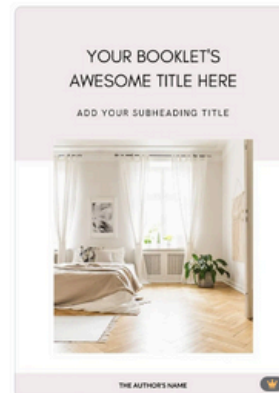 YOUR BOOKLET'S
AWESOME TITLE HERE
ADD YOUR SUBHEADING TITLE
THE AUTHOR'S NAME